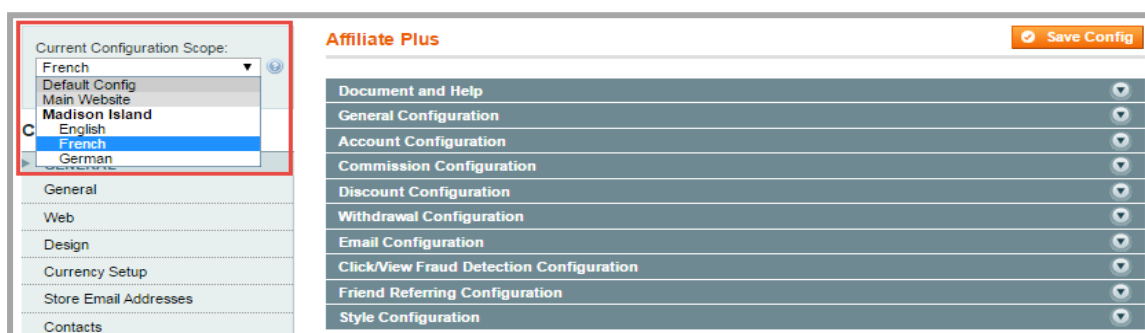 Current Configuration Scope:
French
Default Config
Main Website
Madison Island
English
French
German
C
GENERAL
General
Web
Design
Currency Setup
Store Email Addresses
Contacts
Affiliate Plus
Save Config
Document and Help
General Configuration
Account Configuration
Commission Configuration
Discount Configuration
Withdrawal Configuration
Email Configuration
Click/View Fraud Detection Configuration
Friend Referring Configuration
Style Configuration